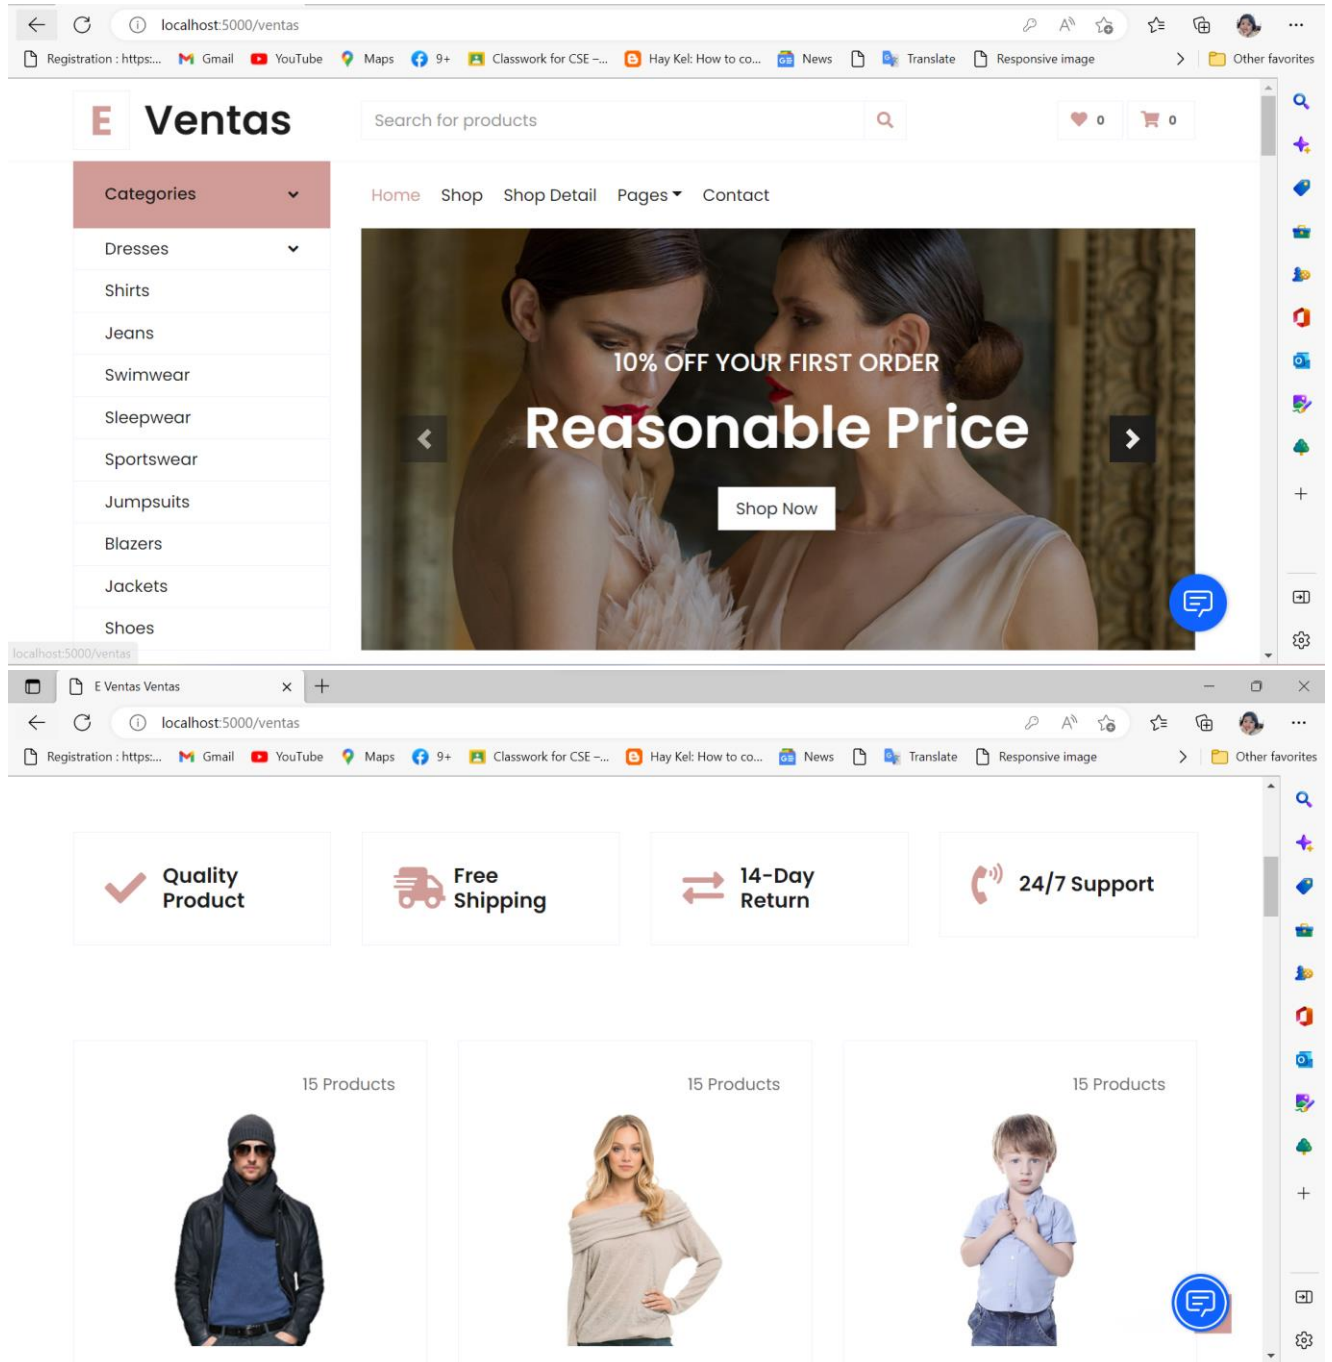 localhost:5000/ventas
Registration : https:... Gmail YouTube Maps 9+ Classwork for CSE –... Hay Kel: How to co... News Translate Responsive image Other favorites
E Ventas
Search for products
0 0
Categories
Home Shop Shop Detail Pages Contact
Dresses
Shirts
Jeans
Swimwear
Sleepwear
Sportswear
Jumpsuits
Blazers
Jackets
Shoes
10% OFF YOUR FIRST ORDER
Reasonable Price
Shop Now
localhost:5000/ventas
E Ventas Ventas
localhost:5000/ventas
Registration : https:... Gmail YouTube Maps 9+ Classwork for CSE –... Hay Kel: How to co... News Translate Responsive image Other favorites
Quality
Product
Free
Shipping
14-Day
Return
24/7 Support
15 Products
15 Products
15 Products